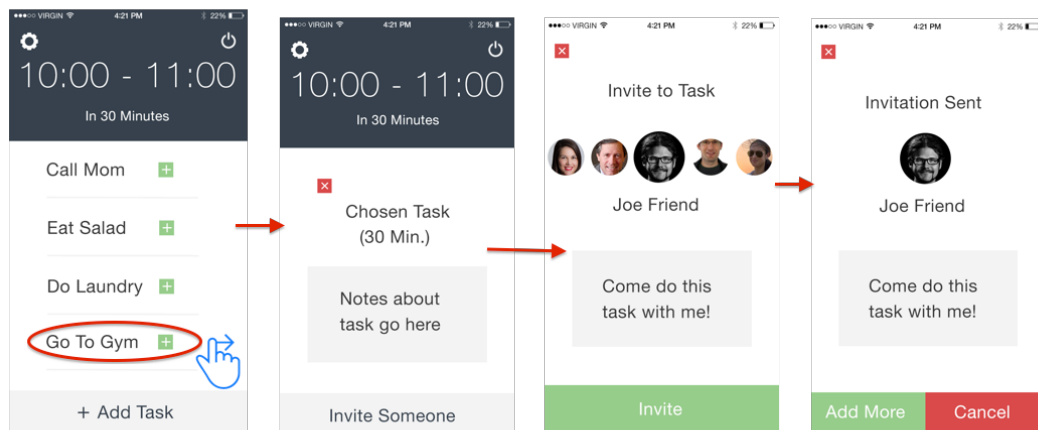 VIRGIN 4:21 PM 22%
10:00 - 11:00
In 30 Minutes
Call Mom
Eat Salad
Do Laundry
Go To Gym
+ Add Task
VIRGIN 4:21 PM 22%
10:00 - 11:00
In 30 Minutes
Chosen Task
(30 Min.)
Notes about
task go here
Invite Someone
VIRGIN 4:21 PM 22%
Invite to Task
Joe Friend
Come do this
task with me!
Invite
VIRGIN 4:21 PM 22%
Invitation Sent
Joe Friend
Come do this
task with me!
Add More Cancel